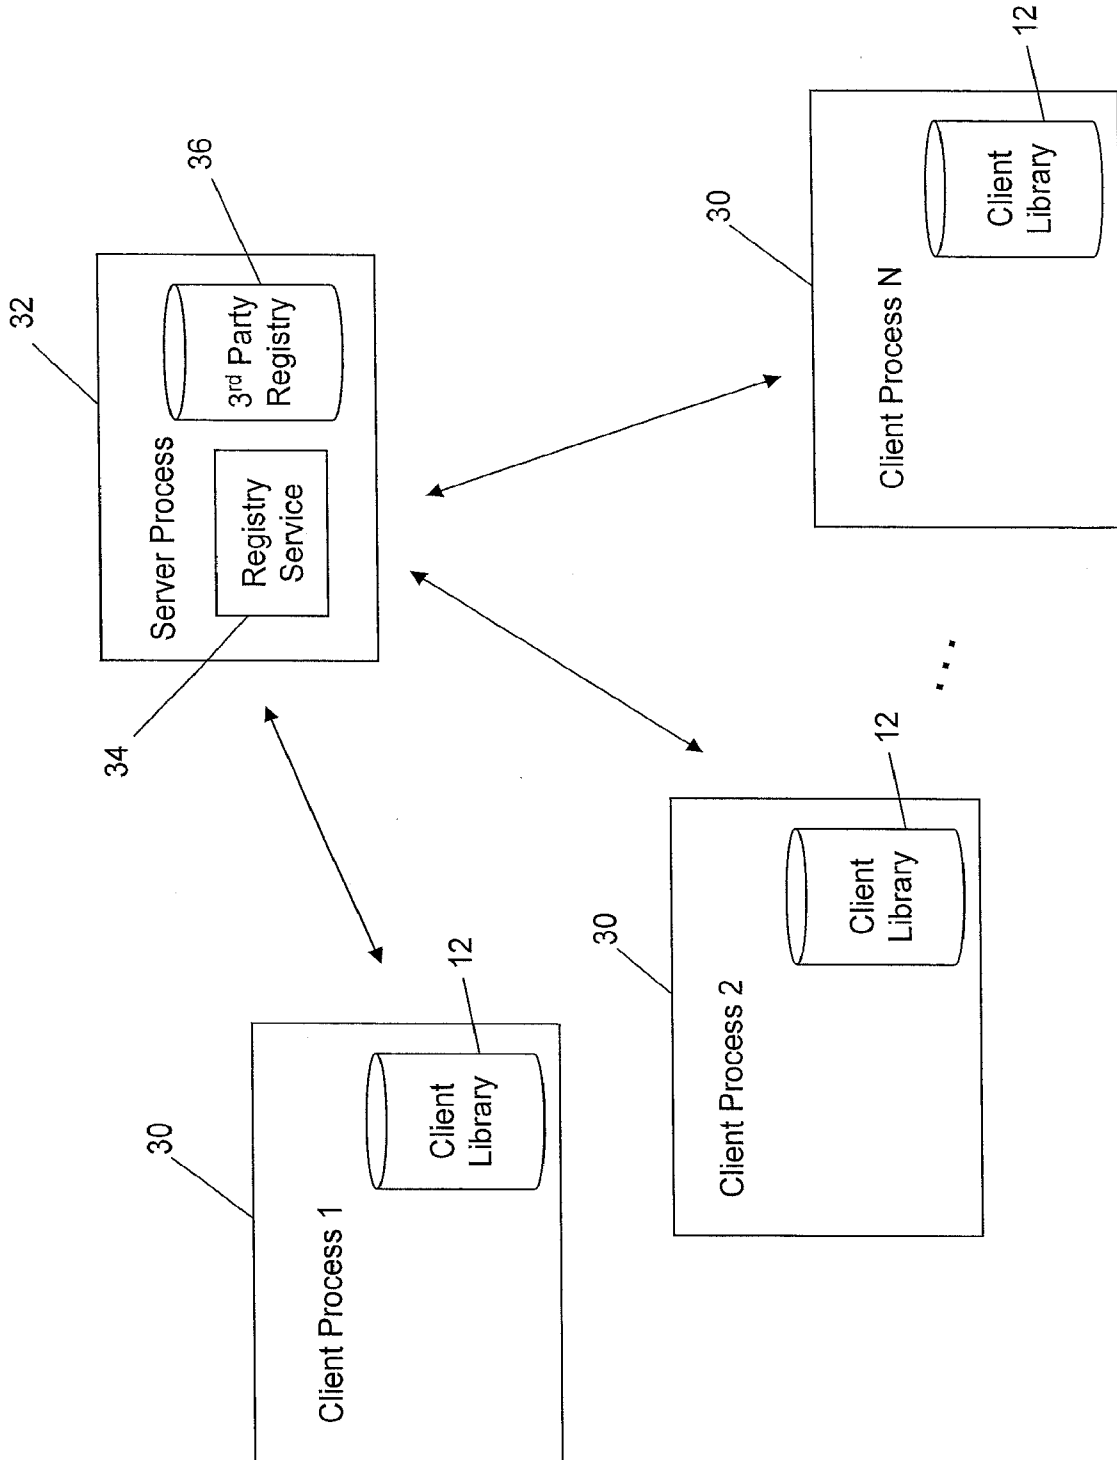 32
Server Process
36
3rd Party
Registry
Registry
Service
34
30
Client Process 1
Client
Library
12
30
Client Process 2
Client
Library
12
...
30
Client Process N
Client
Library
12